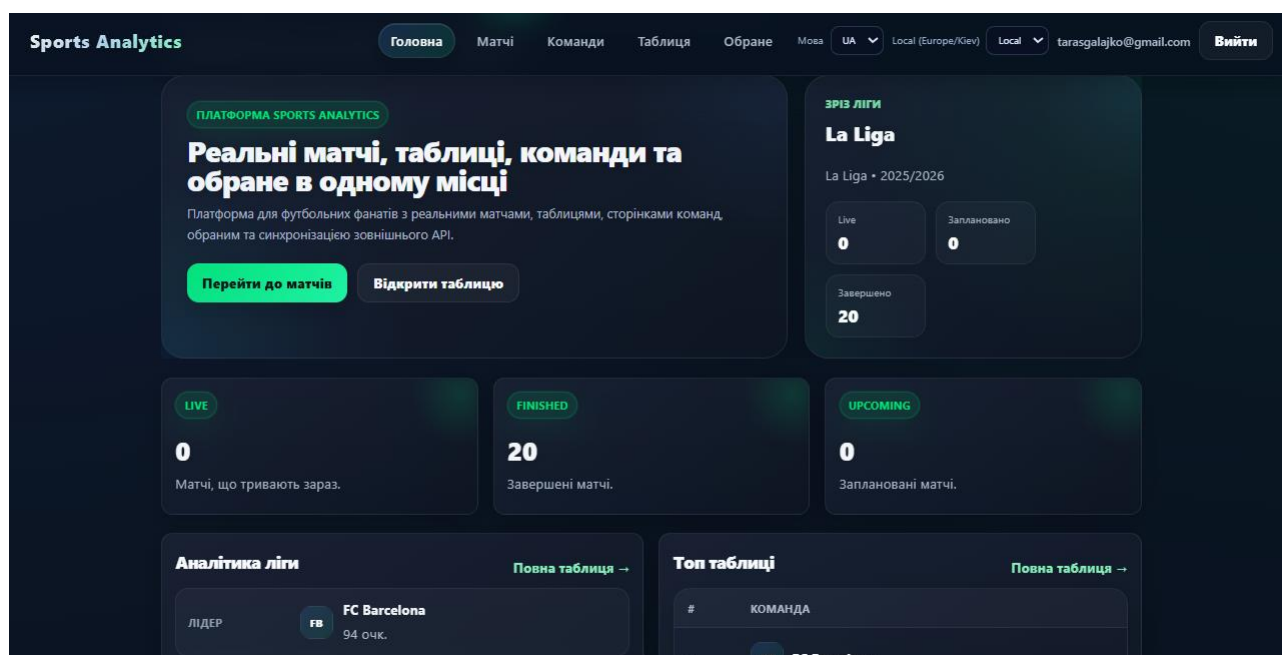 Sports Analytics
Головна Матчі Команди Таблиця Обране Мова UA Local (Europe/Kiev) Local tarasgalajko@gmail.com Вийти
ПЛАТФОРМА SPORTS ANALYTICS
Реальні матчі, таблиці, команди та
обране в одному місці
Платформа для футбольних фанатів з реальними матчами, таблицями, сторінками команд,
обраним та синхронізацією зовнішнього API.
Перейти до матчів Відкрити таблицю
ЗРІЗ ЛІГИ
La Liga
La Liga • 2025/2026
Live
0
Заплановано
0
Завершено
20
LIVE
0
Матчі, що тривають зараз.
FINISHED
20
Завершені матчі.
UPCOMING
0
Заплановані матчі.
Аналітика ліги
Повна таблиця →
ЛІДЕР
FB
FC Barcelona
94 очк.
Топ таблиці
Повна таблиця →
# КОМАНДА